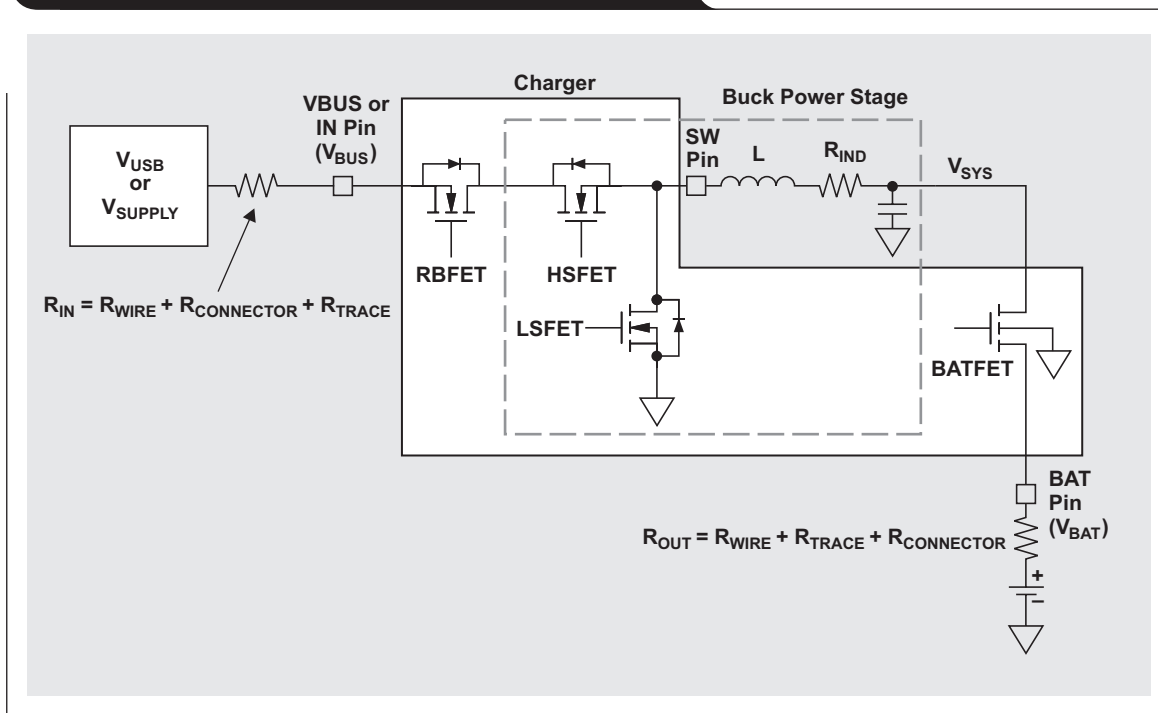 Charger
Buck Power Stage
VBUS or
IN Pin
(VBUS)
VUSB
or
VSUPPLY
SW
Pin
L
RIND
VSYS
RBFET
HSFET
RIN = RWIRE + RCONNECTOR + RTRACE
LSFET
BATFET
BAT
Pin
(VBAT)
ROUT = RWIRE + RTRACE + RCONNECTOR
+
–